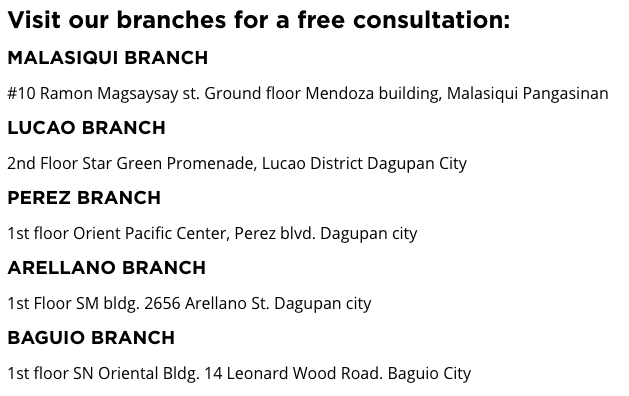 Visit our branches for a free consultation:
MALASIQUI BRANCH
#10 Ramon Magsaysay st. Ground floor Mendoza building, Malasiqui Pangasinan
LUCAO BRANCH
2nd Floor Star Green Promenade, Lucao District Dagupan City
PEREZ BRANCH
1st floor Orient Pacific Center, Perez blvd. Dagupan city
ARELLANO BRANCH
1st Floor SM bldg. 2656 Arellano St. Dagupan city
BAGUIO BRANCH
1st floor SN Oriental Bldg. 14 Leonard Wood Road. Baguio City